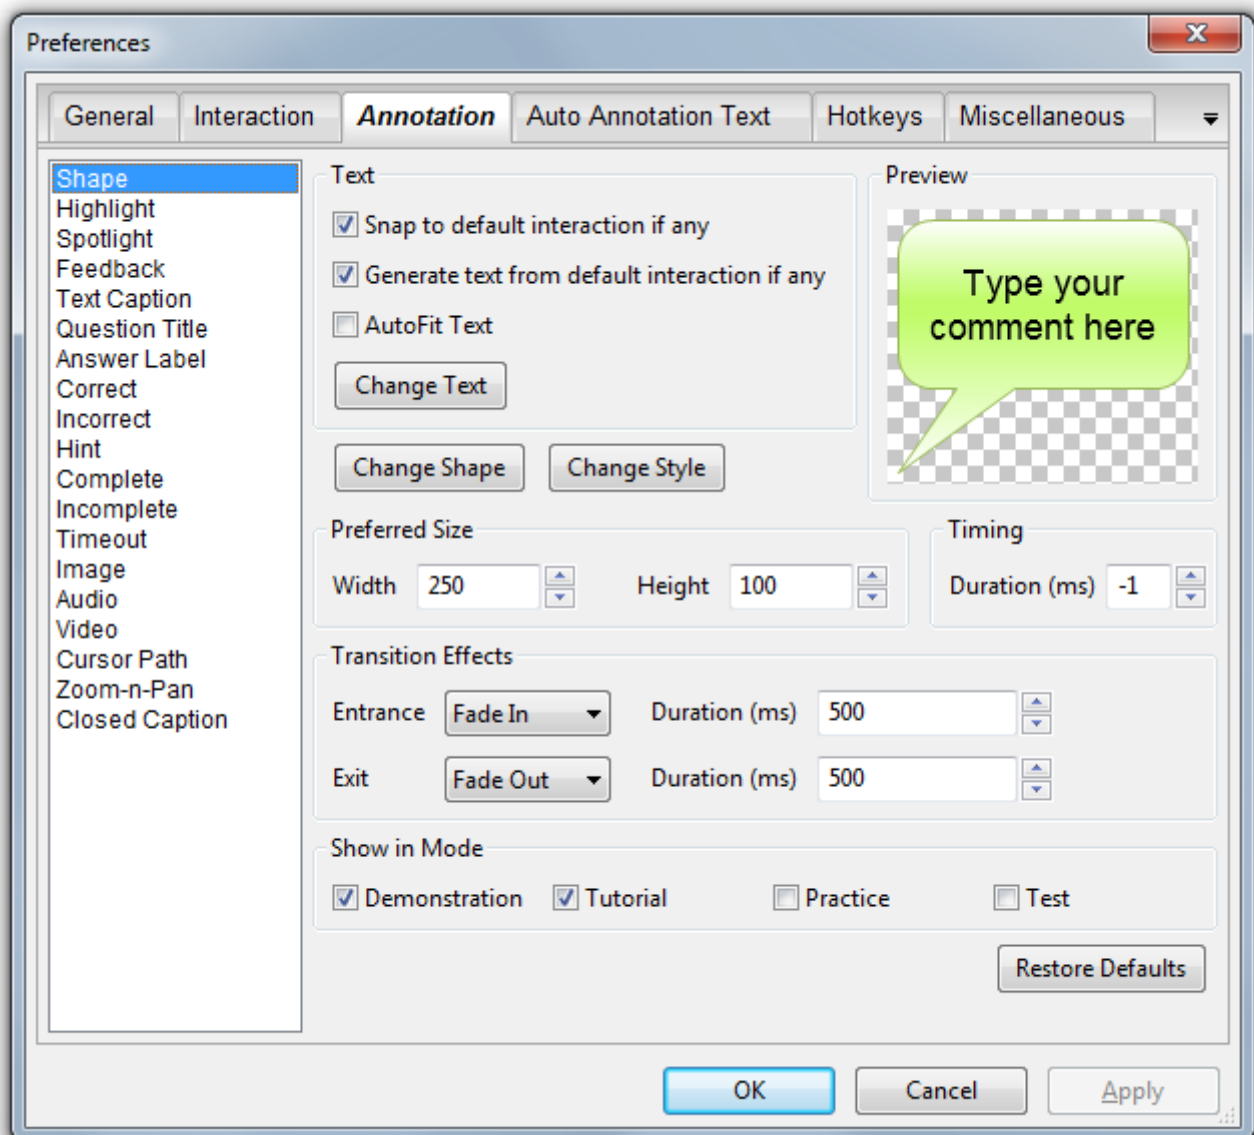 Preferences
General Interaction Annotation Auto Annotation Text Hotkeys Miscellaneous
Shape
Highlight
Spotlight
Feedback
Text Caption
Question Title
Answer Label
Correct
Incorrect
Hint
Complete
Incomplete
Timeout
Image
Audio
Video
Cursor Path
Zoom-n-Pan
Closed Caption
Text
Snap to default interaction if any
Generate text from default interaction if any
AutoFit Text
Change Text
Preview
Type your
comment here
Change Shape Change Style
Preferred Size
Width 250 Height 100
Timing
Duration (ms) -1
Transition Effects
Entrance Fade In Duration (ms) 500
Exit Fade Out Duration (ms) 500
Show in Mode
Demonstration Tutorial Practice Test
Restore Defaults
OK Cancel Apply